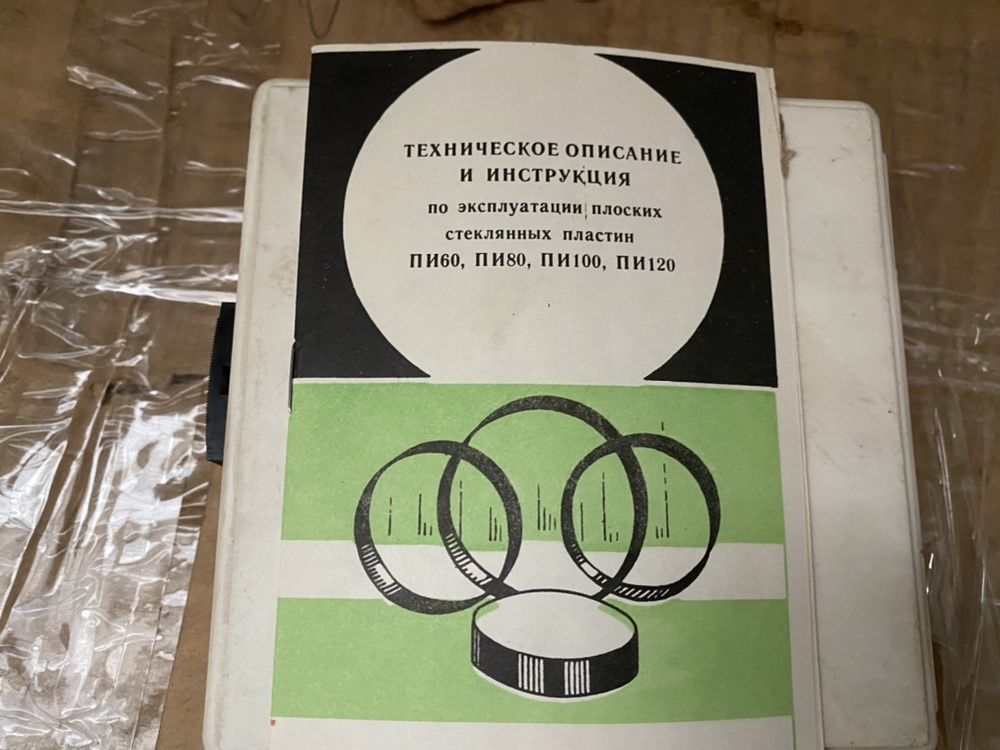 ТЕХНИЧЕСКОЕ ОПИСАНИЕ
И ИНСТРУКЦИЯ
по эксплуатации плоских
стеклянных пластин
ПИ60, ПИ80, ПИ100, ПИ120